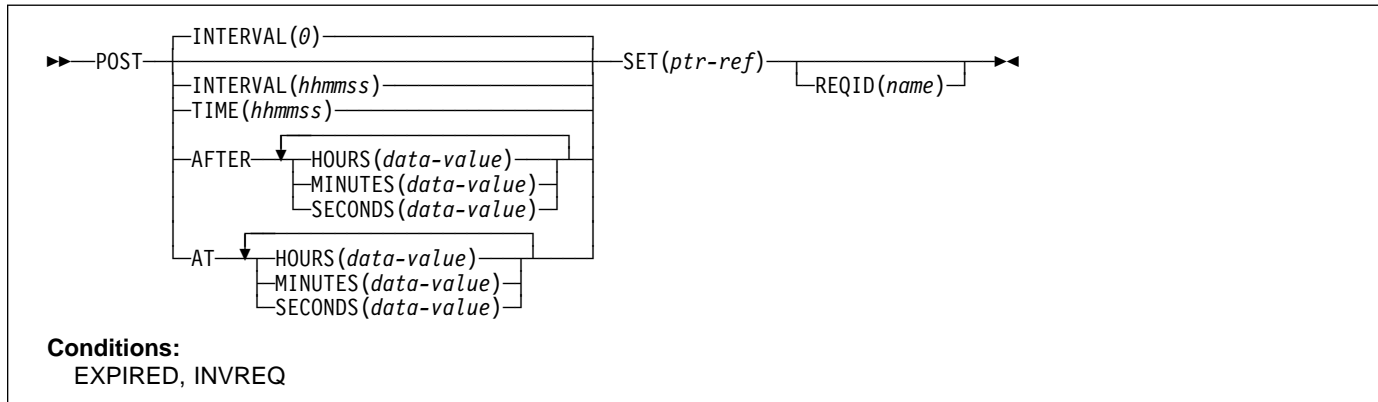 INTERVAL(0)
POST SET(ptr-ref)
INTERVAL(hhmmss) REQID(name)
TIME(hhmmss)
AFTER HOURS(data-value)
MINUTES(data-value)
SECONDS(data-value)
AT HOURS(data-value)
MINUTES(data-value)
SECONDS(data-value)
Conditions:
EXPIRED, INVREQ